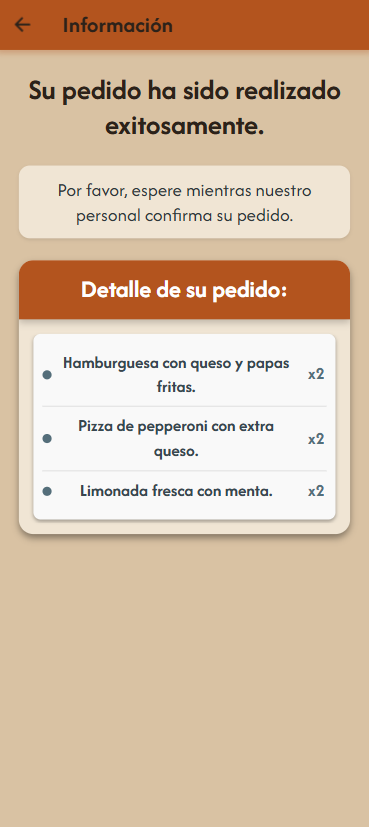 Información
Su pedido ha sido realizado
exitosamente.
Por favor, espere mientras nuestro
personal confirma su pedido.
Detalle de su pedido:
Hamburguesa con queso y papas
fritas.
x2
Pizza de pepperoni con extra
queso.
x2
Limonada fresca con menta.
x2